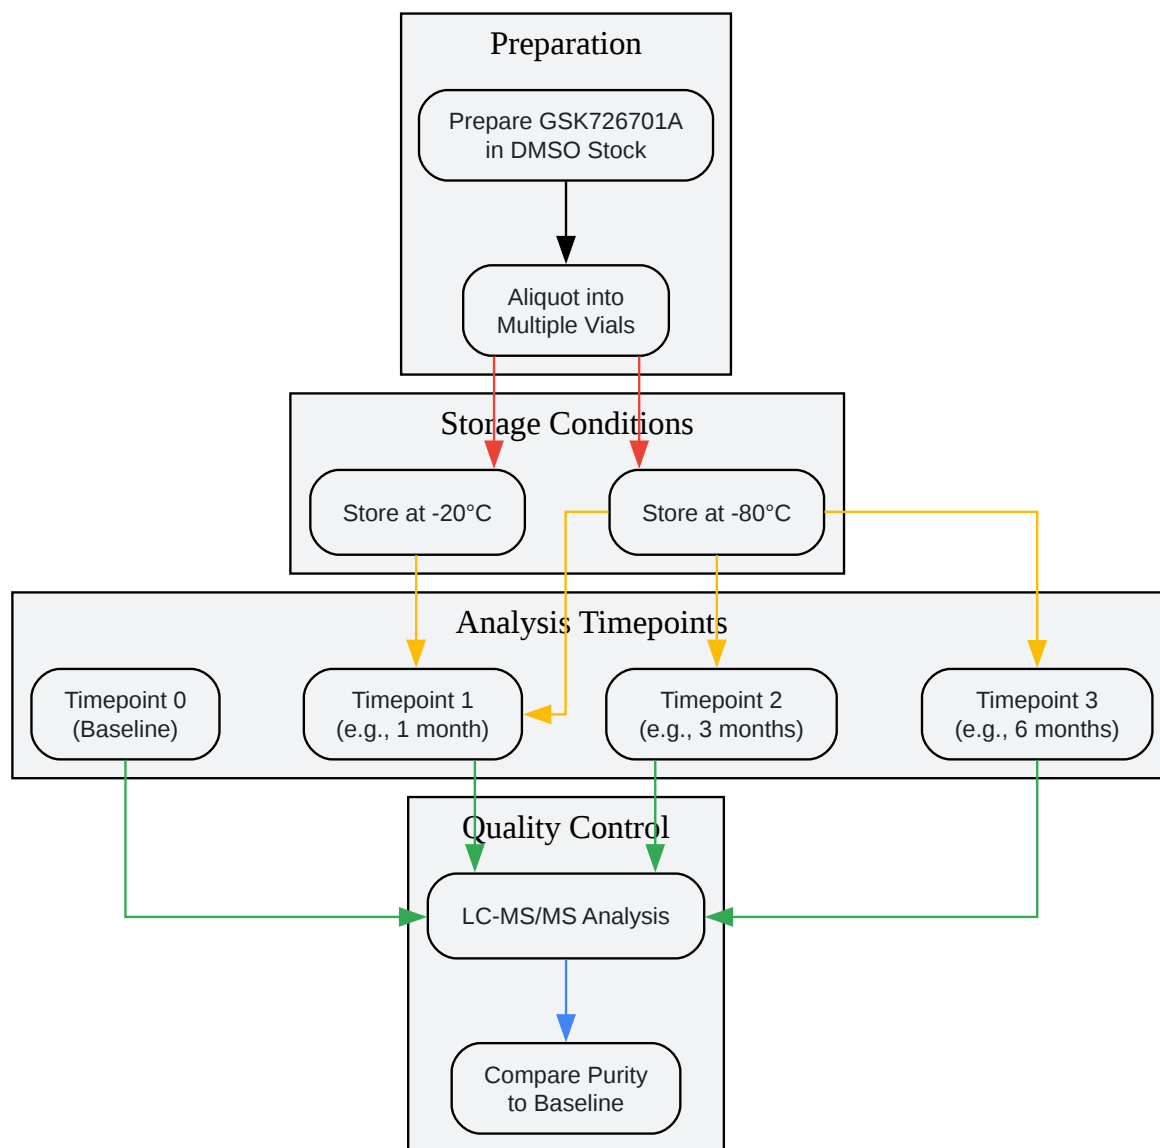 Preparation
Prepare GSK726701A
in DMSO Stock
Aliquot into
Multiple Vials
Storage Conditions
Store at -20°C
Store at -80°C
Analysis Timepoints
Timepoint 0
(Baseline)
Timepoint 1
(e.g., 1 month)
Timepoint 2
(e.g., 3 months)
Timepoint 3
(e.g., 6 months)
Quality Control
LC-MS/MS Analysis
Compare Purity
to Baseline